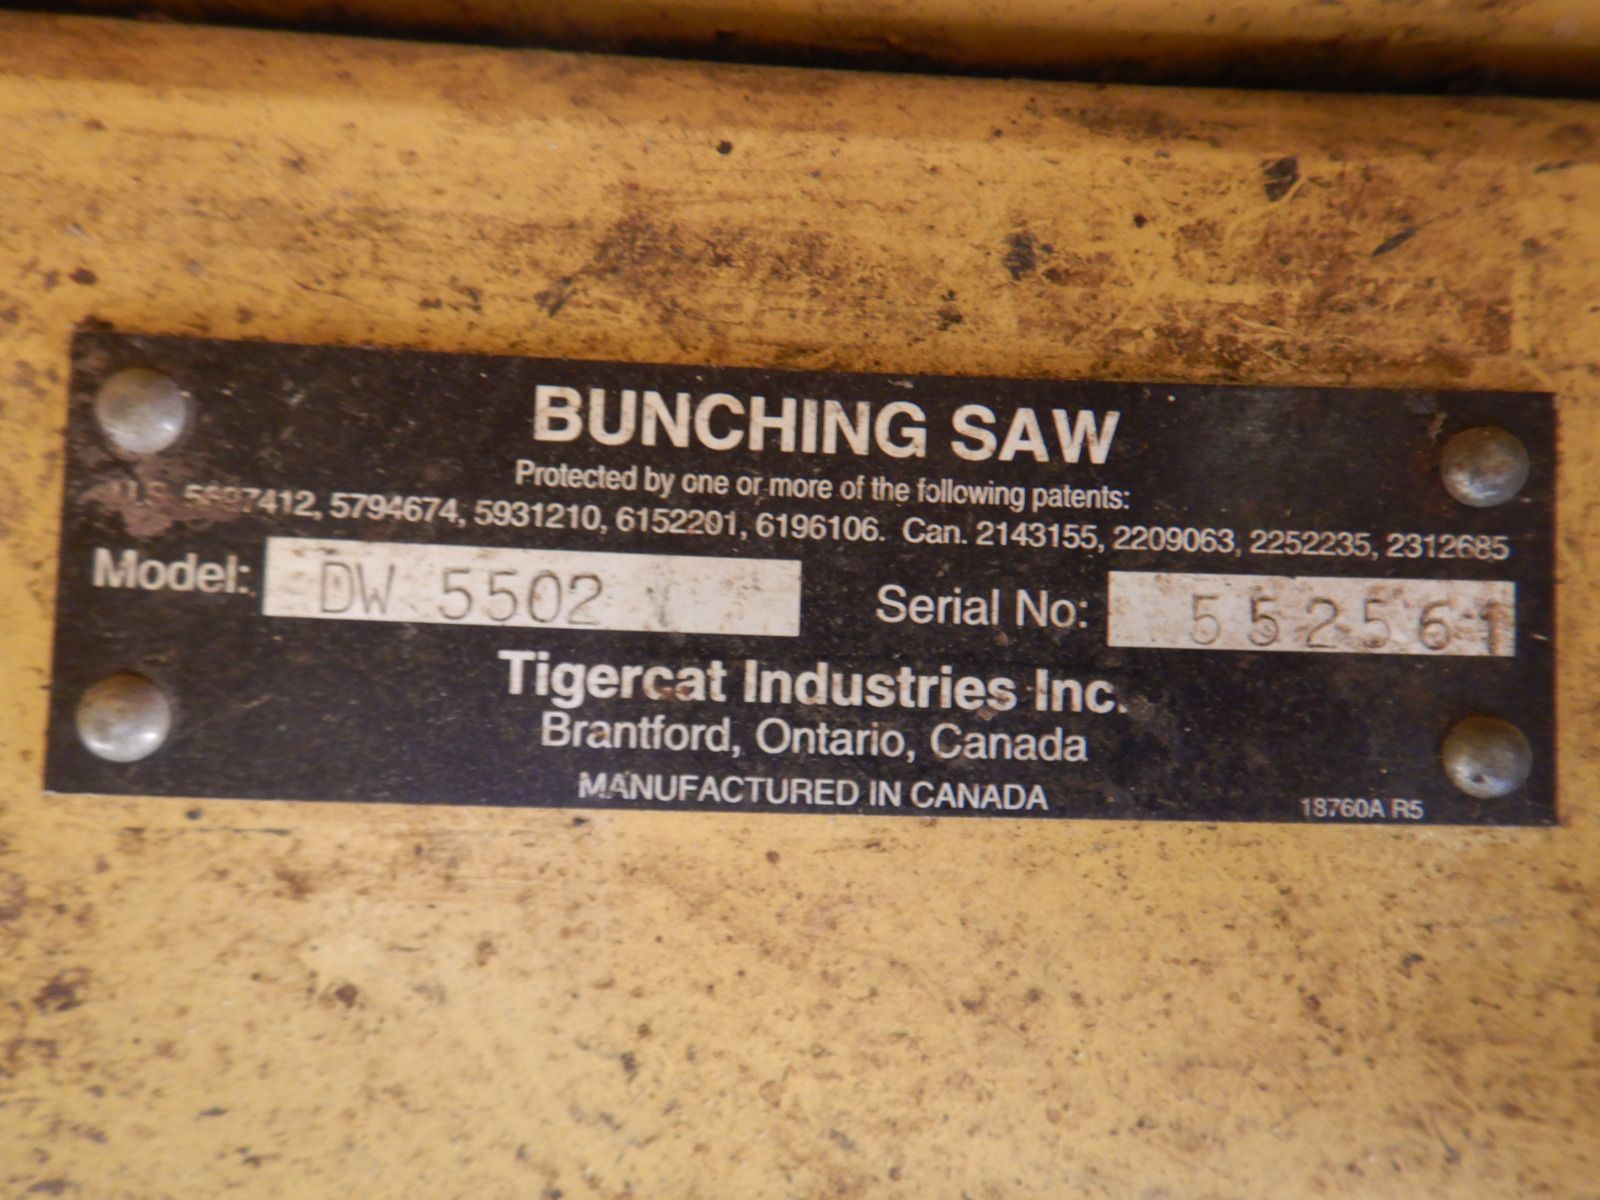 BUNCHING SAW
Protected by one or more of the following patents:
U.S. 7412, 5794674, 5931210, 6152201, 6196106. Can. 2143155, 2209063, 2252235, 2312685
Model: DW 5502 Serial No: 552561
Tigercat Industries Inc.
Brantford, Ontario, Canada
MANUFACTURED IN CANADA
18760A R5